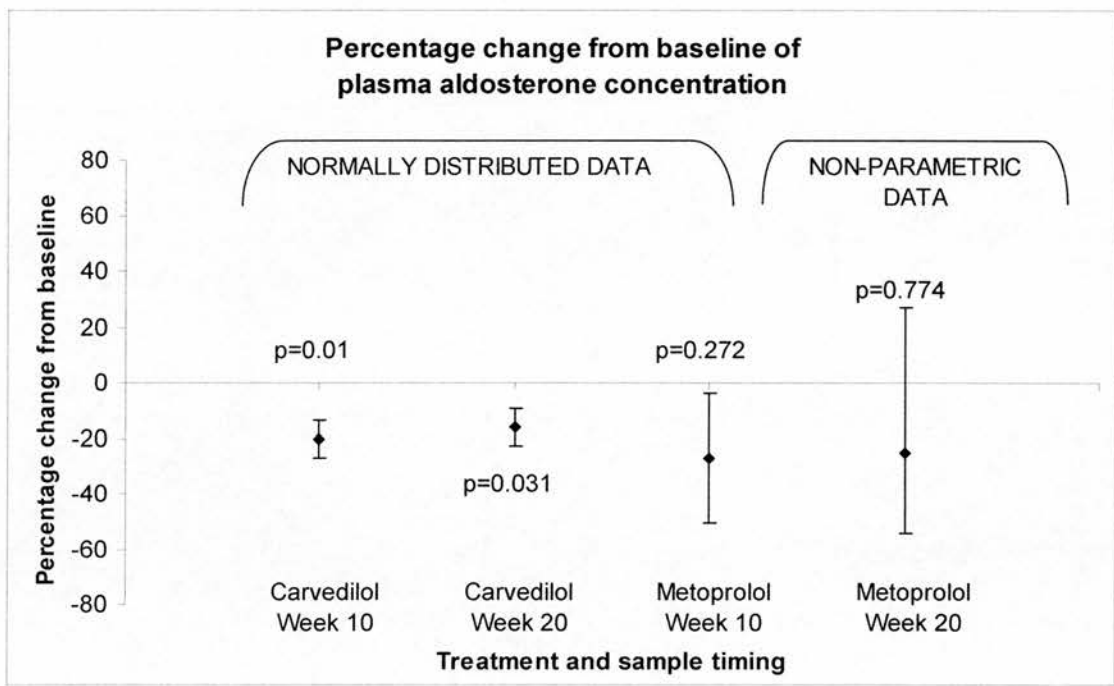 Percentage change from baseline of
plasma aldosterone concentration
NORMALLY DISTRIBUTED DATA
NON-PARAMETRIC
DATA
Percentage change from baseline
80
60
40
20
0
-20
-40
-60
-80
p=0.01
p=0.031
p=0.272
p=0.774
Carvedilol
Week 10
Carvedilol
Week 20
Metoprolol
Week 10
Metoprolol
Week 20
Treatment and sample timing